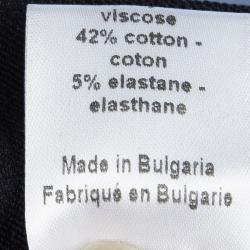 viscose
42% cotton -
coton
5% elastane -
elasthane
Made in Bulgaria
Fabriqué en Bulgarie